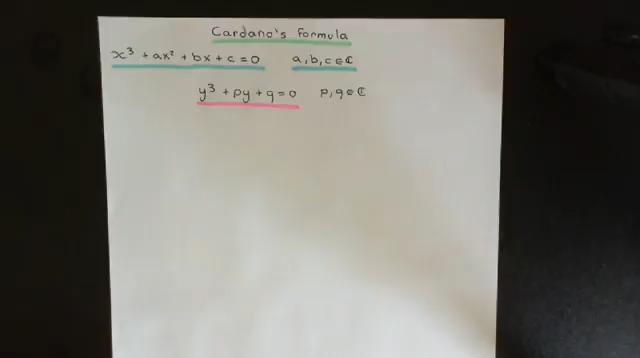 Cardano's Formula
x³ + ax² + bx + c = 0 a, b, c ∈ ℂ
y³ + py + q = 0 p, q ∈ ℂ